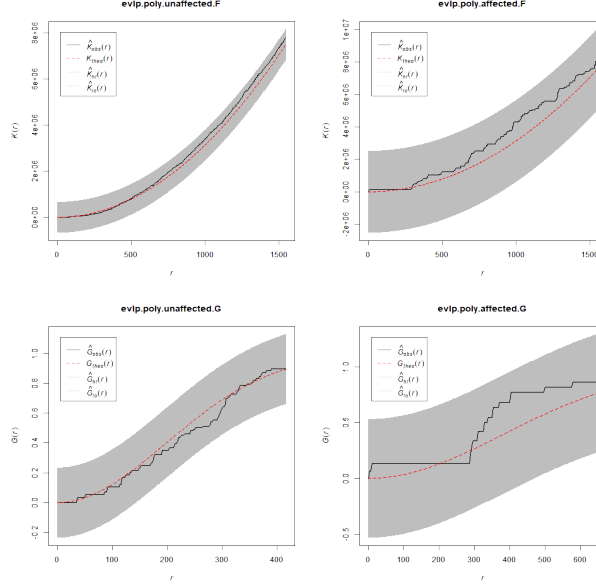 evlp.poly.unaffected.F
K̂obs(r)
Ktheo(r)
K̂hi(r)
K̂lo(r)
K(r)
0e+00
2e+06
4e+06
6e+06
8e+06
0
500
1000
1500
r
evlp.poly.affected.F
K̂obs(r)
Ktheo(r)
K̂hi(r)
K̂lo(r)
K(r)
-2e+06
0e+00
2e+06
4e+06
6e+06
8e+06
1e+07
0
500
1000
1500
r
evlp.poly.unaffected.G
Ĝobs(r)
Gtheo(r)
Ĝhi(r)
Ĝlo(r)
G(r)
-0.2
0.0
0.2
0.4
0.6
0.8
1.0
0
100
200
300
400
r
evlp.poly.affected.G
Ĝobs(r)
Gtheo(r)
Ĝhi(r)
Ĝlo(r)
G(r)
-0.5
0.0
0.5
1.0
0
100
200
300
400
500
600
r